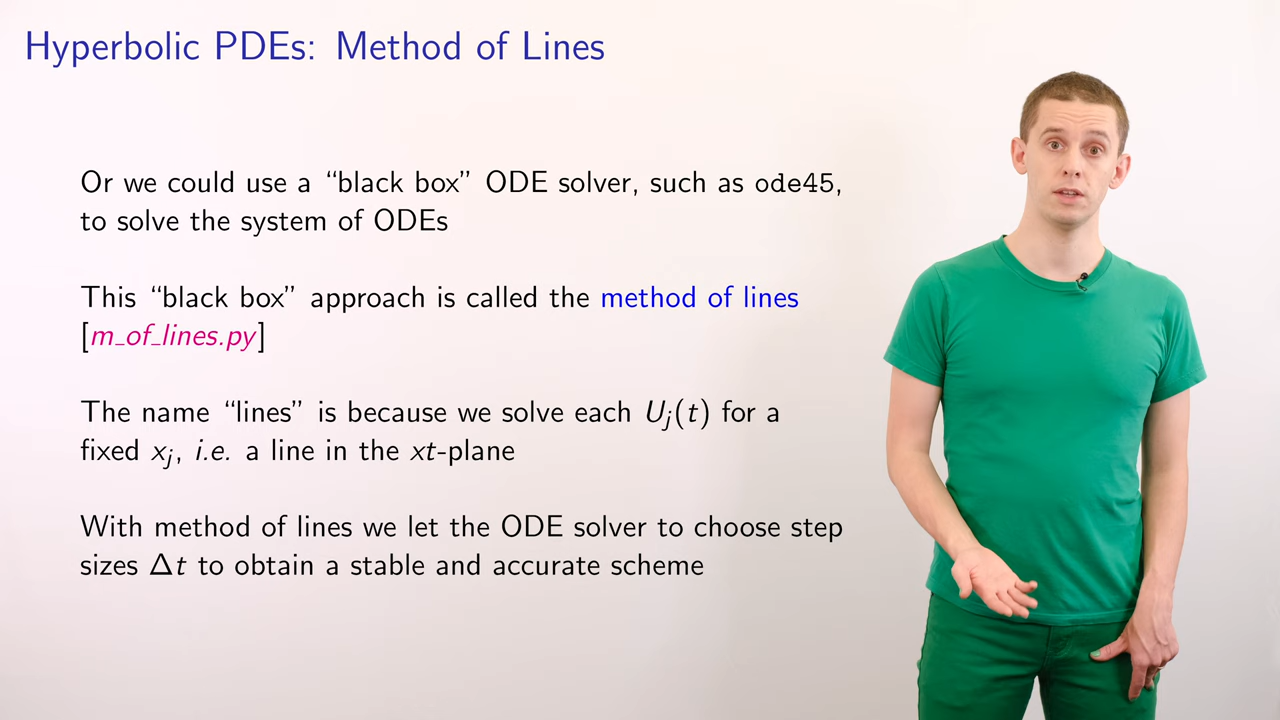 Hyperbolic PDEs: Method of Lines
Or we could use a “black box” ODE solver, such as ode45,
to solve the system of ODEs
This “black box” approach is called the method of lines
[m_of_lines.py]
The name “lines” is because we solve each Uj(t) for a
fixed xj, i.e. a line in the xt-plane
With method of lines we let the ODE solver to choose step
sizes Δt to obtain a stable and accurate scheme